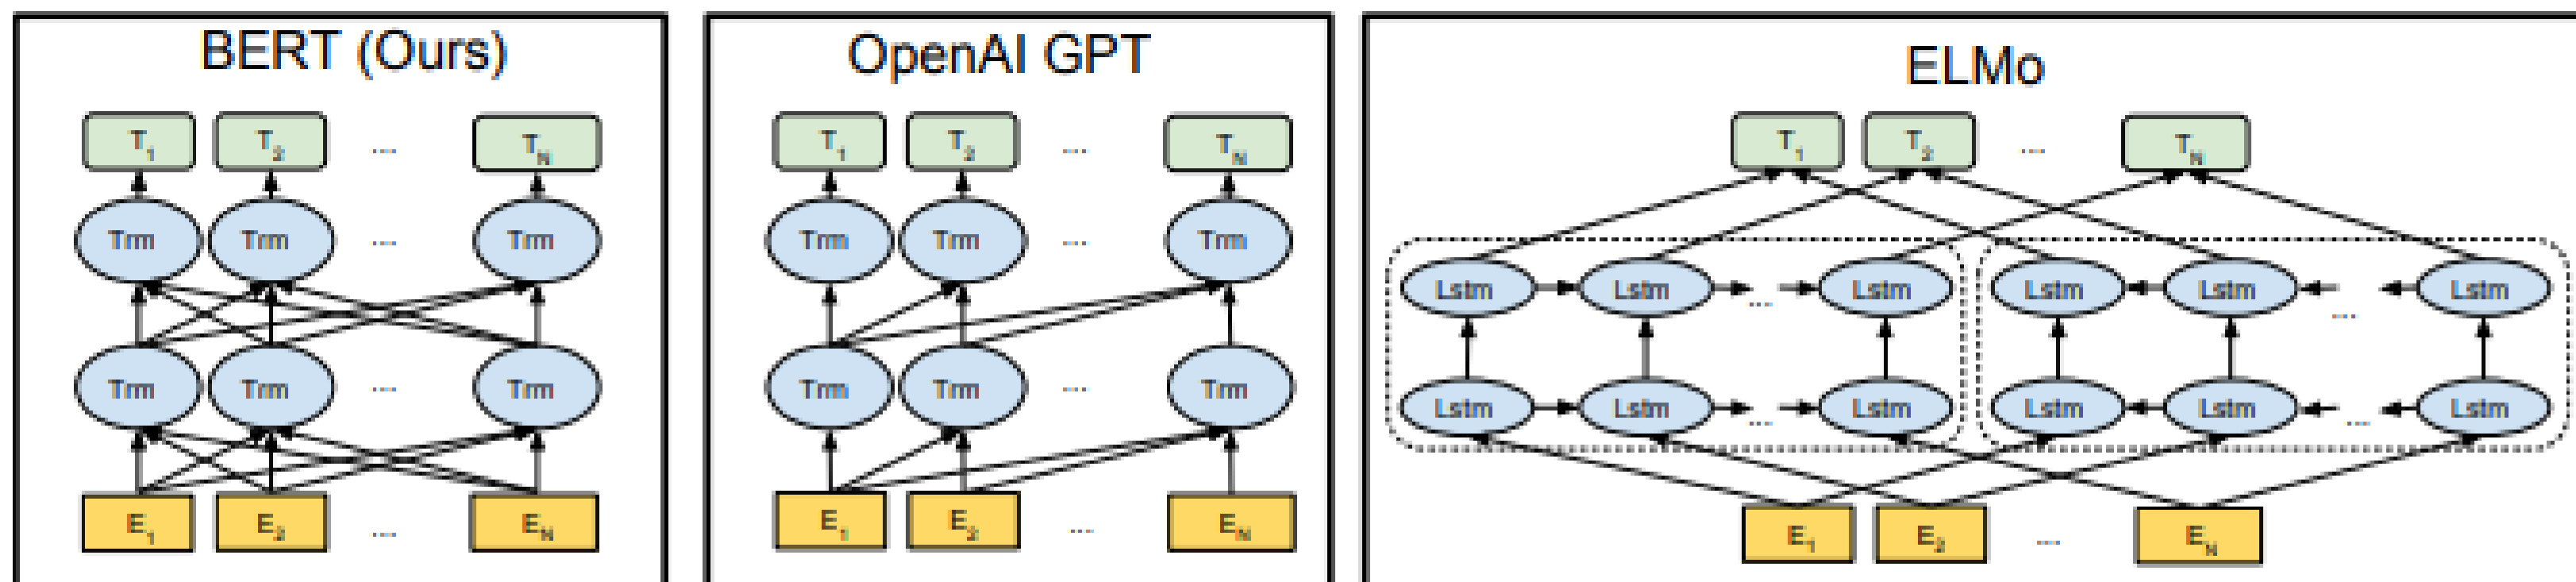 BERT (Ours)
T1 T2 ... TN
Trm Trm ... Trm
Trm Trm ... Trm
E1 E2 ... EN
OpenAI GPT
T1 T2 ... TN
Trm Trm ... Trm
Trm Trm ... Trm
E1 E2 ... EN
ELMo
T1 T2 ... TN
Lstm Lstm ... Lstm Lstm Lstm ... Lstm
Lstm Lstm ... Lstm Lstm Lstm ... Lstm
E1 E2 ... EN